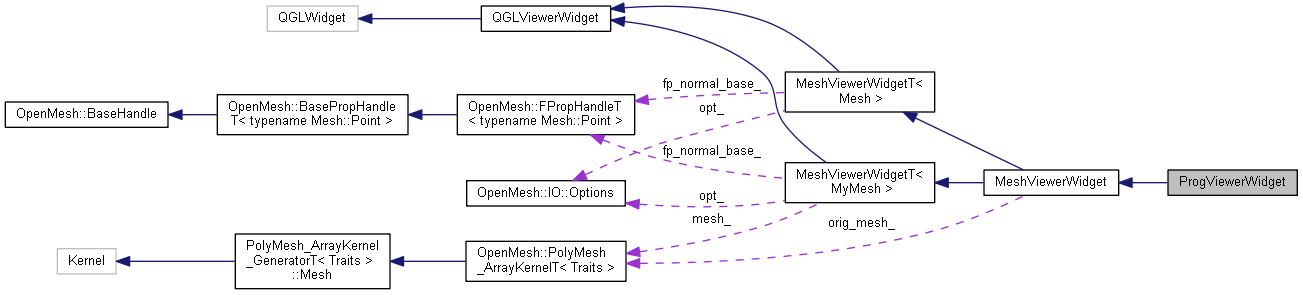 QGLWidget
QGLViewerWidget
fp_normal_base_
MeshViewerWidgetT<
Mesh >
OpenMesh::BaseHandle
OpenMesh::BasePropHandle
T< typename Mesh::Point >
OpenMesh::FPropHandleT
< typename Mesh::Point >
opt_
fp_normal_base_
OpenMesh::IO::Options
MeshViewerWidgetT<
MyMesh >
MeshViewerWidget
ProgViewerWidget
opt_
mesh_
orig_mesh_
Kernel
PolyMesh_ArrayKernel
_GeneratorT< Traits >
::Mesh
OpenMesh::PolyMesh
_ArrayKernelT< Traits >